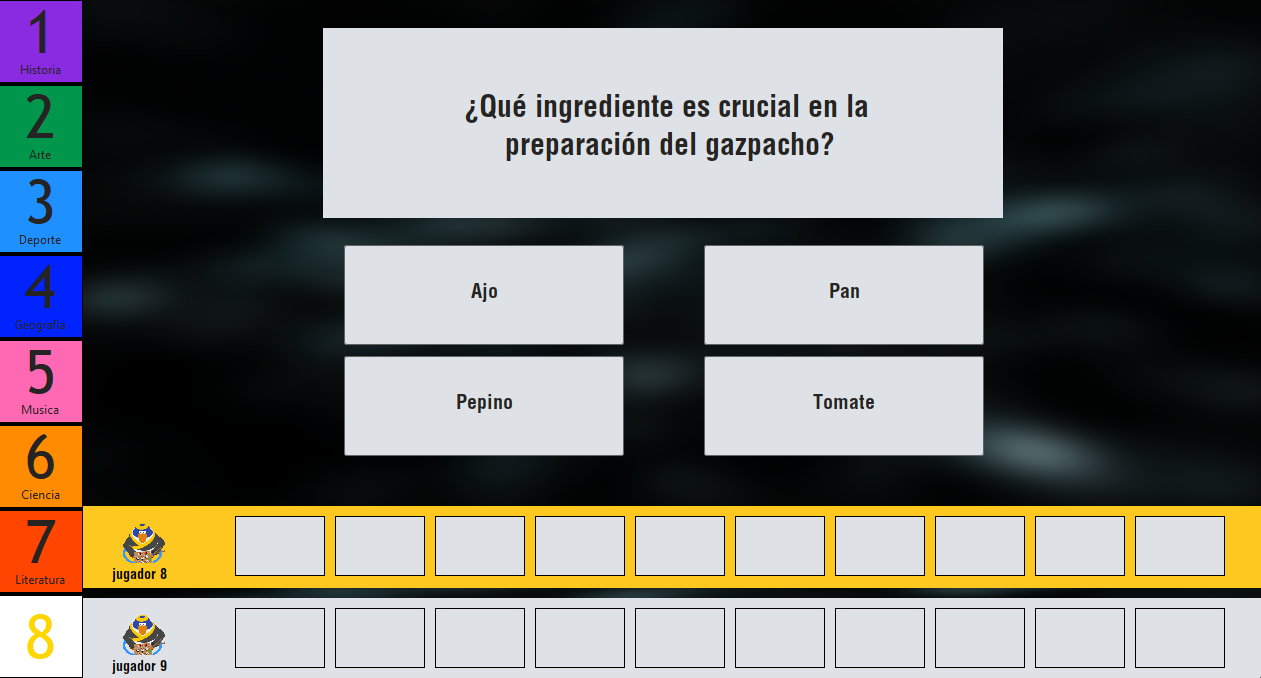 1
Historia
2
Arte
3
Deporte
4
Geografía
5
Musica
6
Ciencia
7
Literatura
8
¿Qué ingrediente es crucial en la
preparación del gazpacho?
Ajo
Pan
Pepino
Tomate
jugador 8
jugador 9